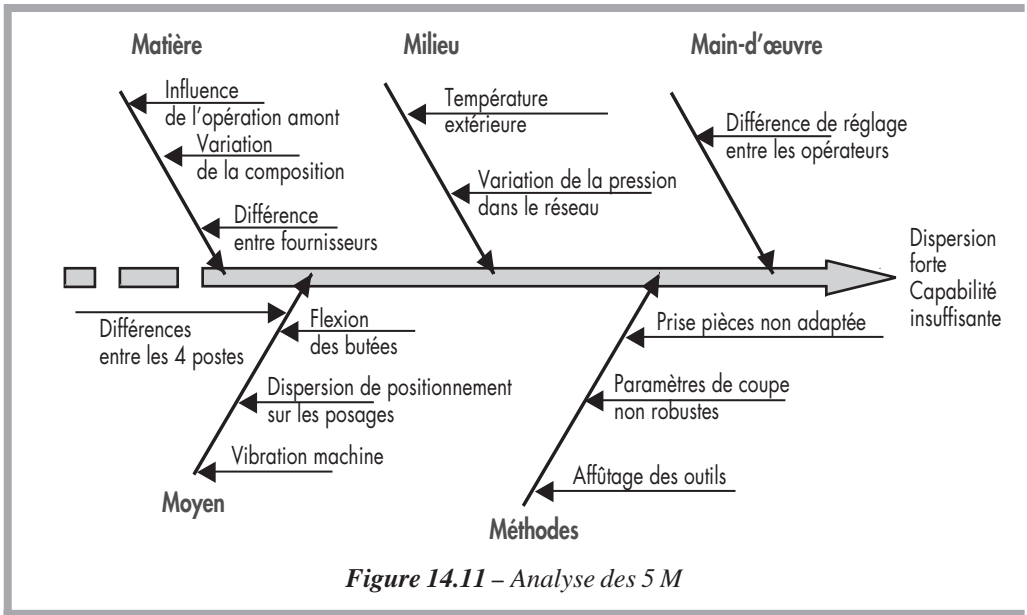 Matière
Milieu
Main-d'œuvre
Influence
de l'opération amont
Variation
de la composition
Différence
entre fournisseurs
Température
extérieure
Variation de la pression
dans le réseau
Différence de réglage
entre les opérateurs
Dispersion
forte
Capabilité
insuffisante
Différences
entre les 4 postes
Flexion
des butées
Dispersion de positionnement
sur les posages
Vibration machine
Moyen
Prise pièces non adaptée
Paramètres de coupe
non robustes
Affûtage des outils
Méthodes
Figure 14.11 – Analyse des 5 M